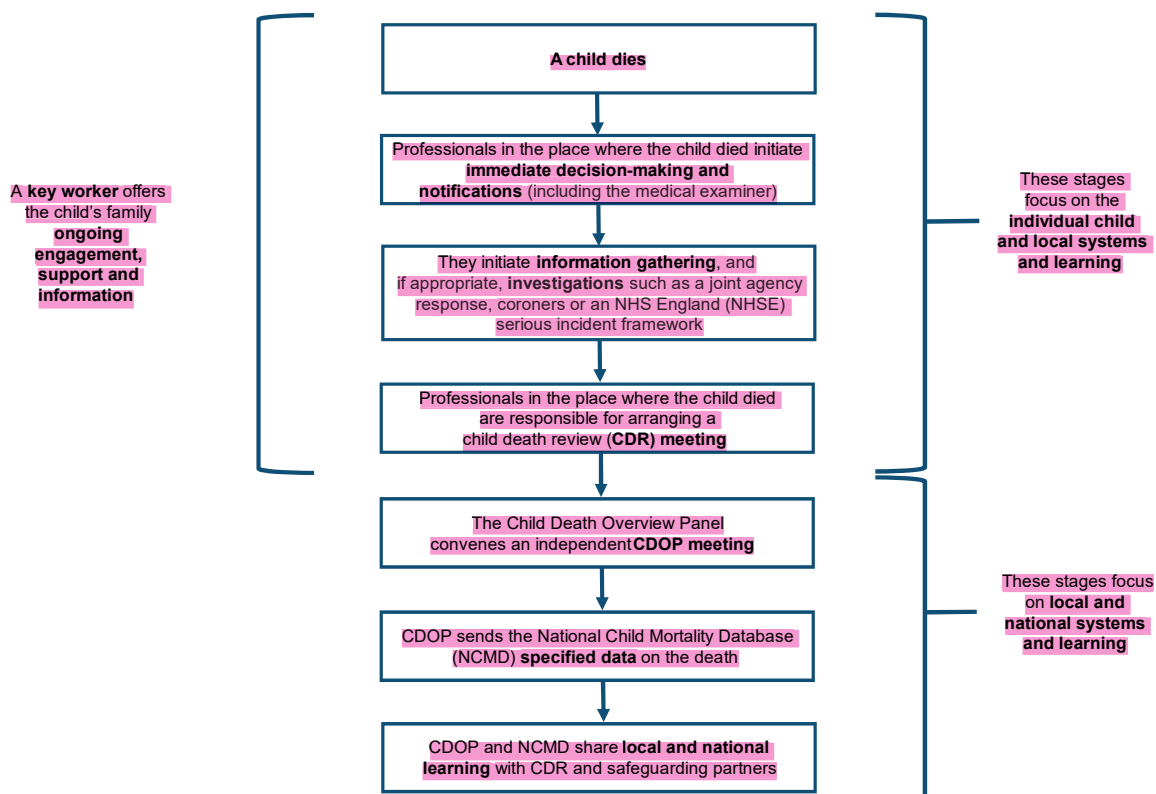 A child dies
Professionals in the place where the child died initiate
immediate decision-making and
notifications (including the medical examiner)
A key worker offers
the child's family
ongoing
engagement,
support and
information
These stages
focus on the
individual child
and local systems
and learning
They initiate information gathering, and
if appropriate, investigations such as a joint agency
response, coroners or an NHS England (NHSE)
serious incident framework
Professionals in the place where the child died
are responsible for arranging a
child death review (CDR) meeting
The Child Death Overview Panel
convenes an independent CDOP meeting
CDOP sends the National Child Mortality Database
(NCMD) specified data on the death
These stages focus
on local and
national systems
and learning
CDOP and NCMD share local and national
learning with CDR and safeguarding partners